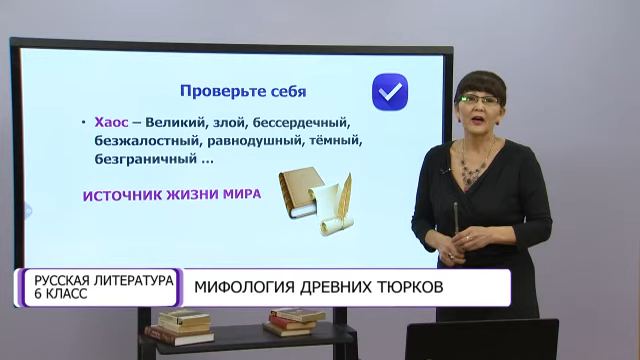 Проверьте себя
• Хаос – Великий, злой, бессердечный,
безжалостный, равнодушный, тёмный,
безграничный ...
ИСТОЧНИК ЖИЗНИ МИРА
РУССКАЯ ЛИТЕРАТУРА
6 КЛАСС
МИФОЛОГИЯ ДРЕВНИХ ТЮРКОВ